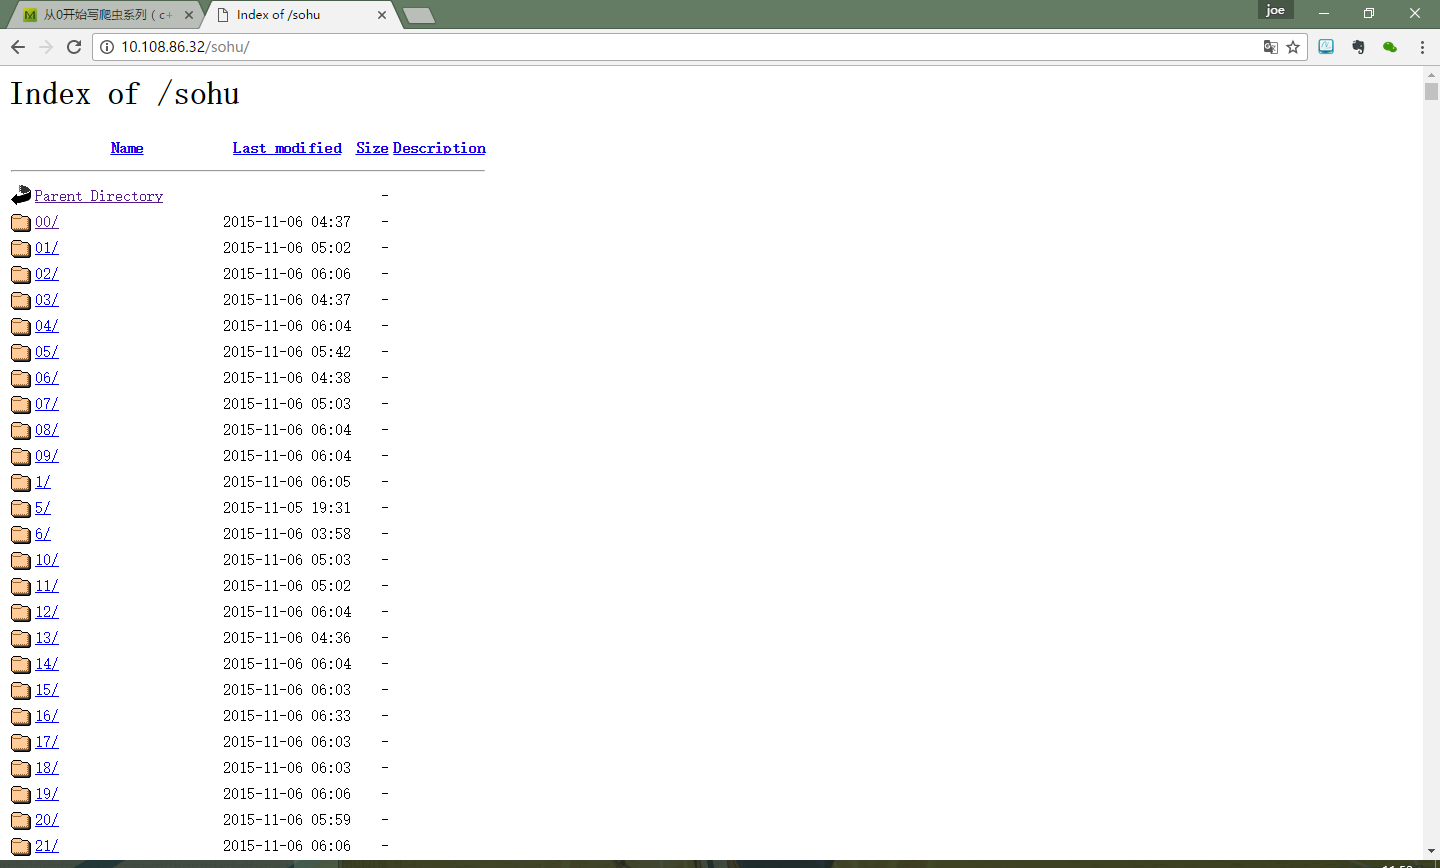 从0开始写爬虫系列（c+
Index of /sohu
joe
10.108.86.32/sohu/
Index of /sohu
Name Last modified Size Description
Parent Directory -
00/ 2015-11-06 04:37 -
01/ 2015-11-06 05:02 -
02/ 2015-11-06 06:06 -
03/ 2015-11-06 04:37 -
04/ 2015-11-06 06:04 -
05/ 2015-11-06 05:42 -
06/ 2015-11-06 04:38 -
07/ 2015-11-06 05:03 -
08/ 2015-11-06 06:04 -
09/ 2015-11-06 06:04 -
1/ 2015-11-06 06:05 -
5/ 2015-11-05 19:31 -
6/ 2015-11-06 03:58 -
10/ 2015-11-06 05:03 -
11/ 2015-11-06 05:02 -
12/ 2015-11-06 06:04 -
13/ 2015-11-06 04:36 -
14/ 2015-11-06 06:04 -
15/ 2015-11-06 06:03 -
16/ 2015-11-06 06:33 -
17/ 2015-11-06 06:03 -
18/ 2015-11-06 06:03 -
19/ 2015-11-06 06:06 -
20/ 2015-11-06 05:59 -
21/ 2015-11-06 06:06 -